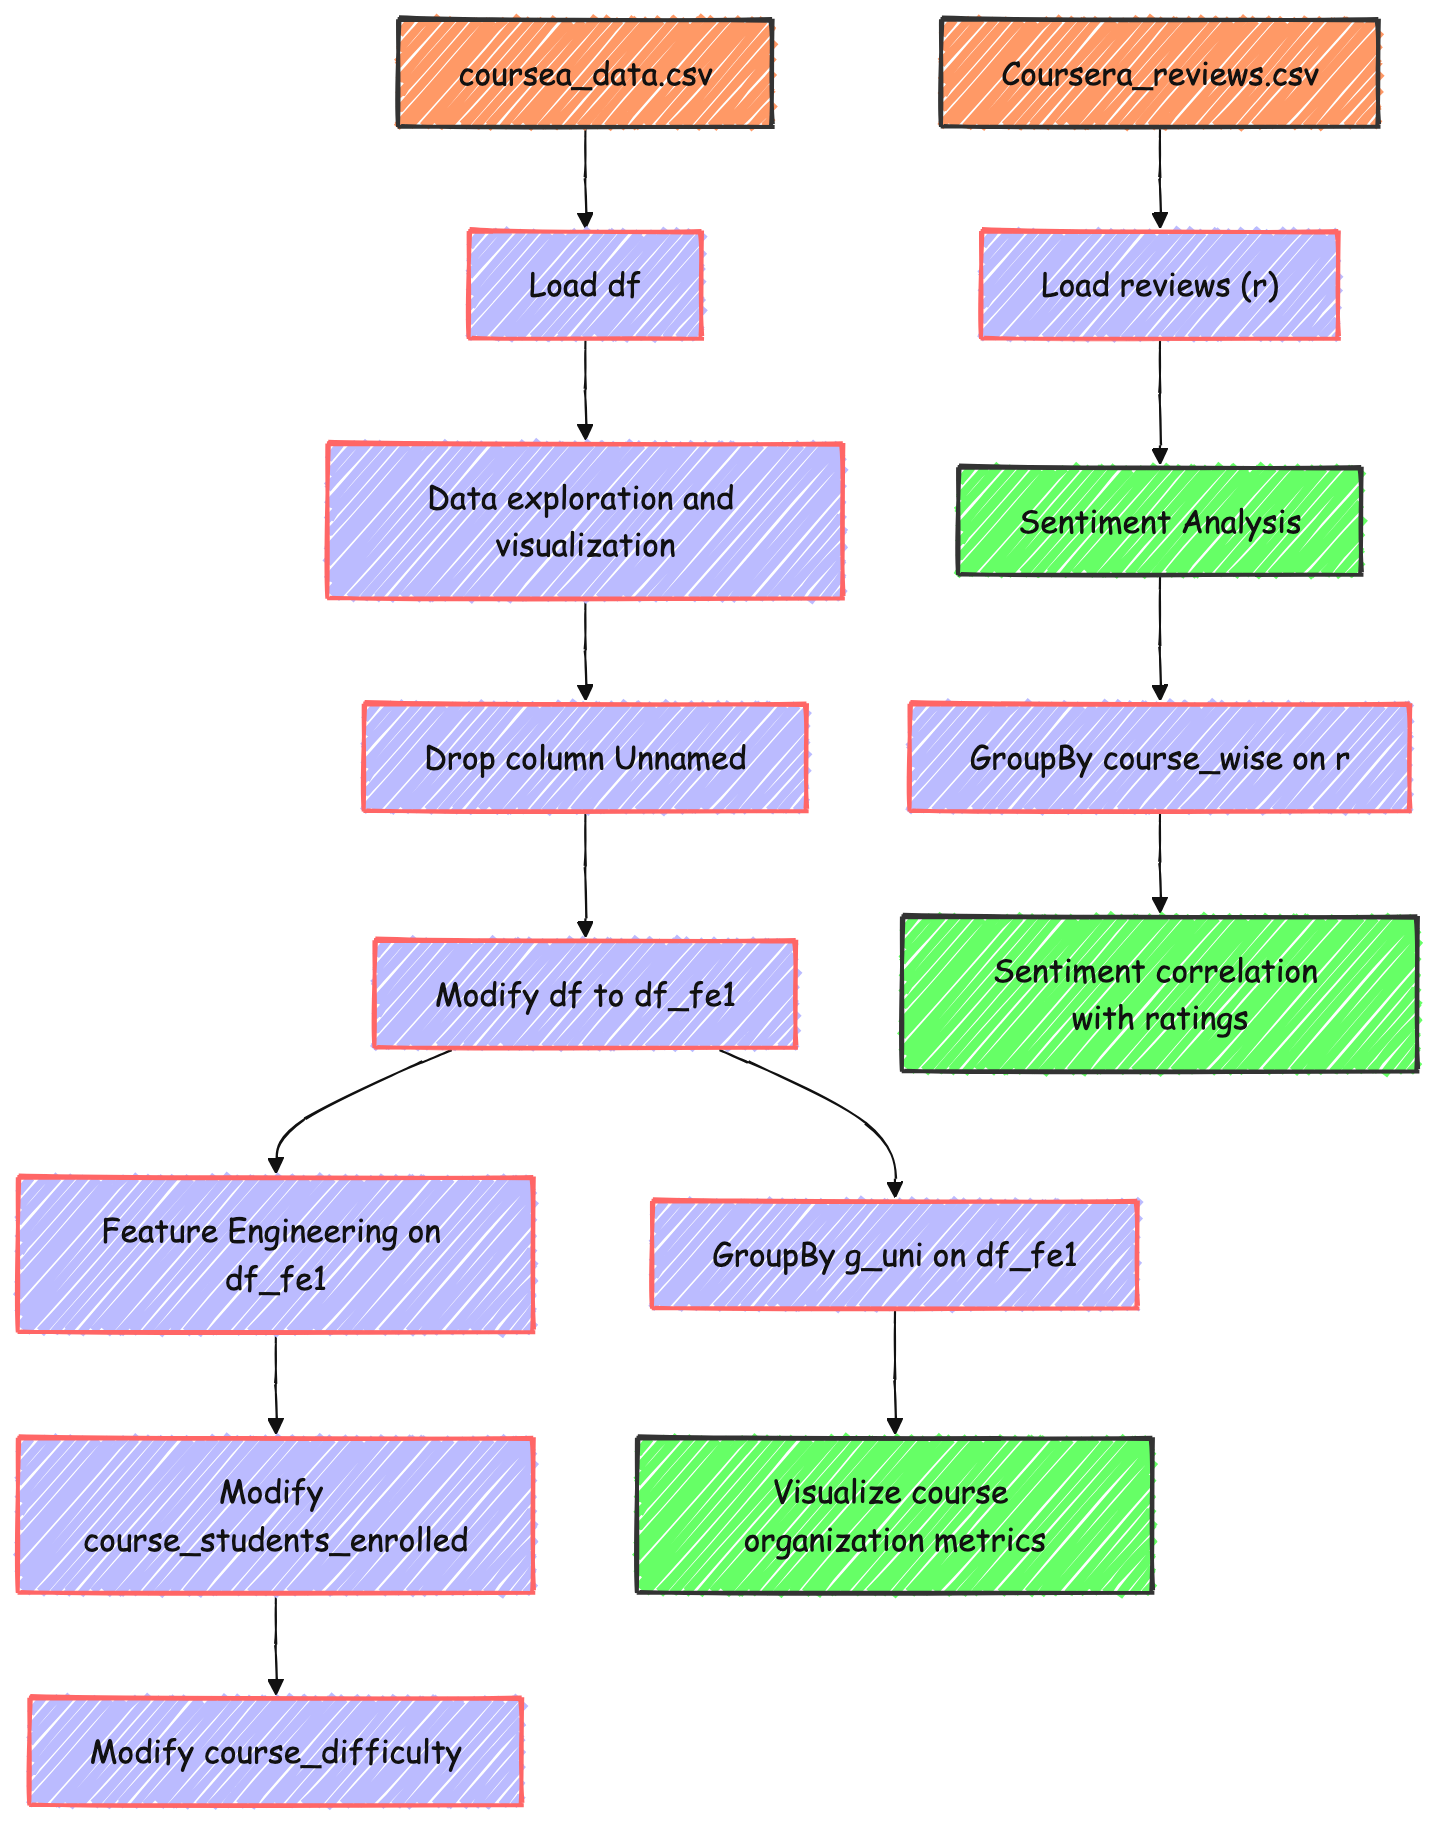 coursea_data.csv
Coursera_reviews.csv
Load df
Load reviews (r)
Data exploration and
visualization
Sentiment Analysis
Drop column Unnamed
GroupBy course_wise on r
Modify df to df_fe1
Sentiment correlation
with ratings
Feature Engineering on
df_fe1
GroupBy g_uni on df_fe1
Modify
course_students_enrolled
Visualize course
organization metrics
Modify course_difficulty